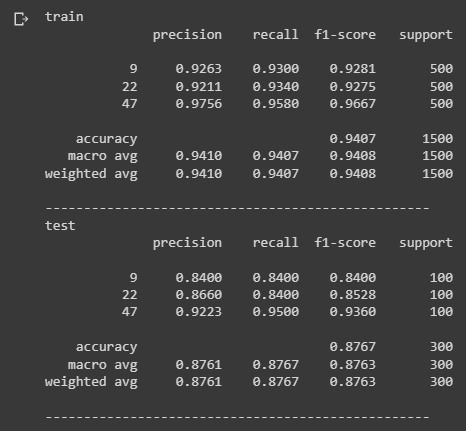 train
precision recall f1-score support
9 0.9263 0.9300 0.9281 500
22 0.9211 0.9340 0.9275 500
47 0.9756 0.9580 0.9667 500
accuracy 0.9407 1500
macro avg 0.9410 0.9407 0.9408 1500
weighted avg 0.9410 0.9407 0.9408 1500
--------------------------------------------------
test
precision recall f1-score support
9 0.8400 0.8400 0.8400 100
22 0.8660 0.8400 0.8528 100
47 0.9223 0.9500 0.9360 100
accuracy 0.8767 300
macro avg 0.8761 0.8767 0.8763 300
weighted avg 0.8761 0.8767 0.8763 300
--------------------------------------------------